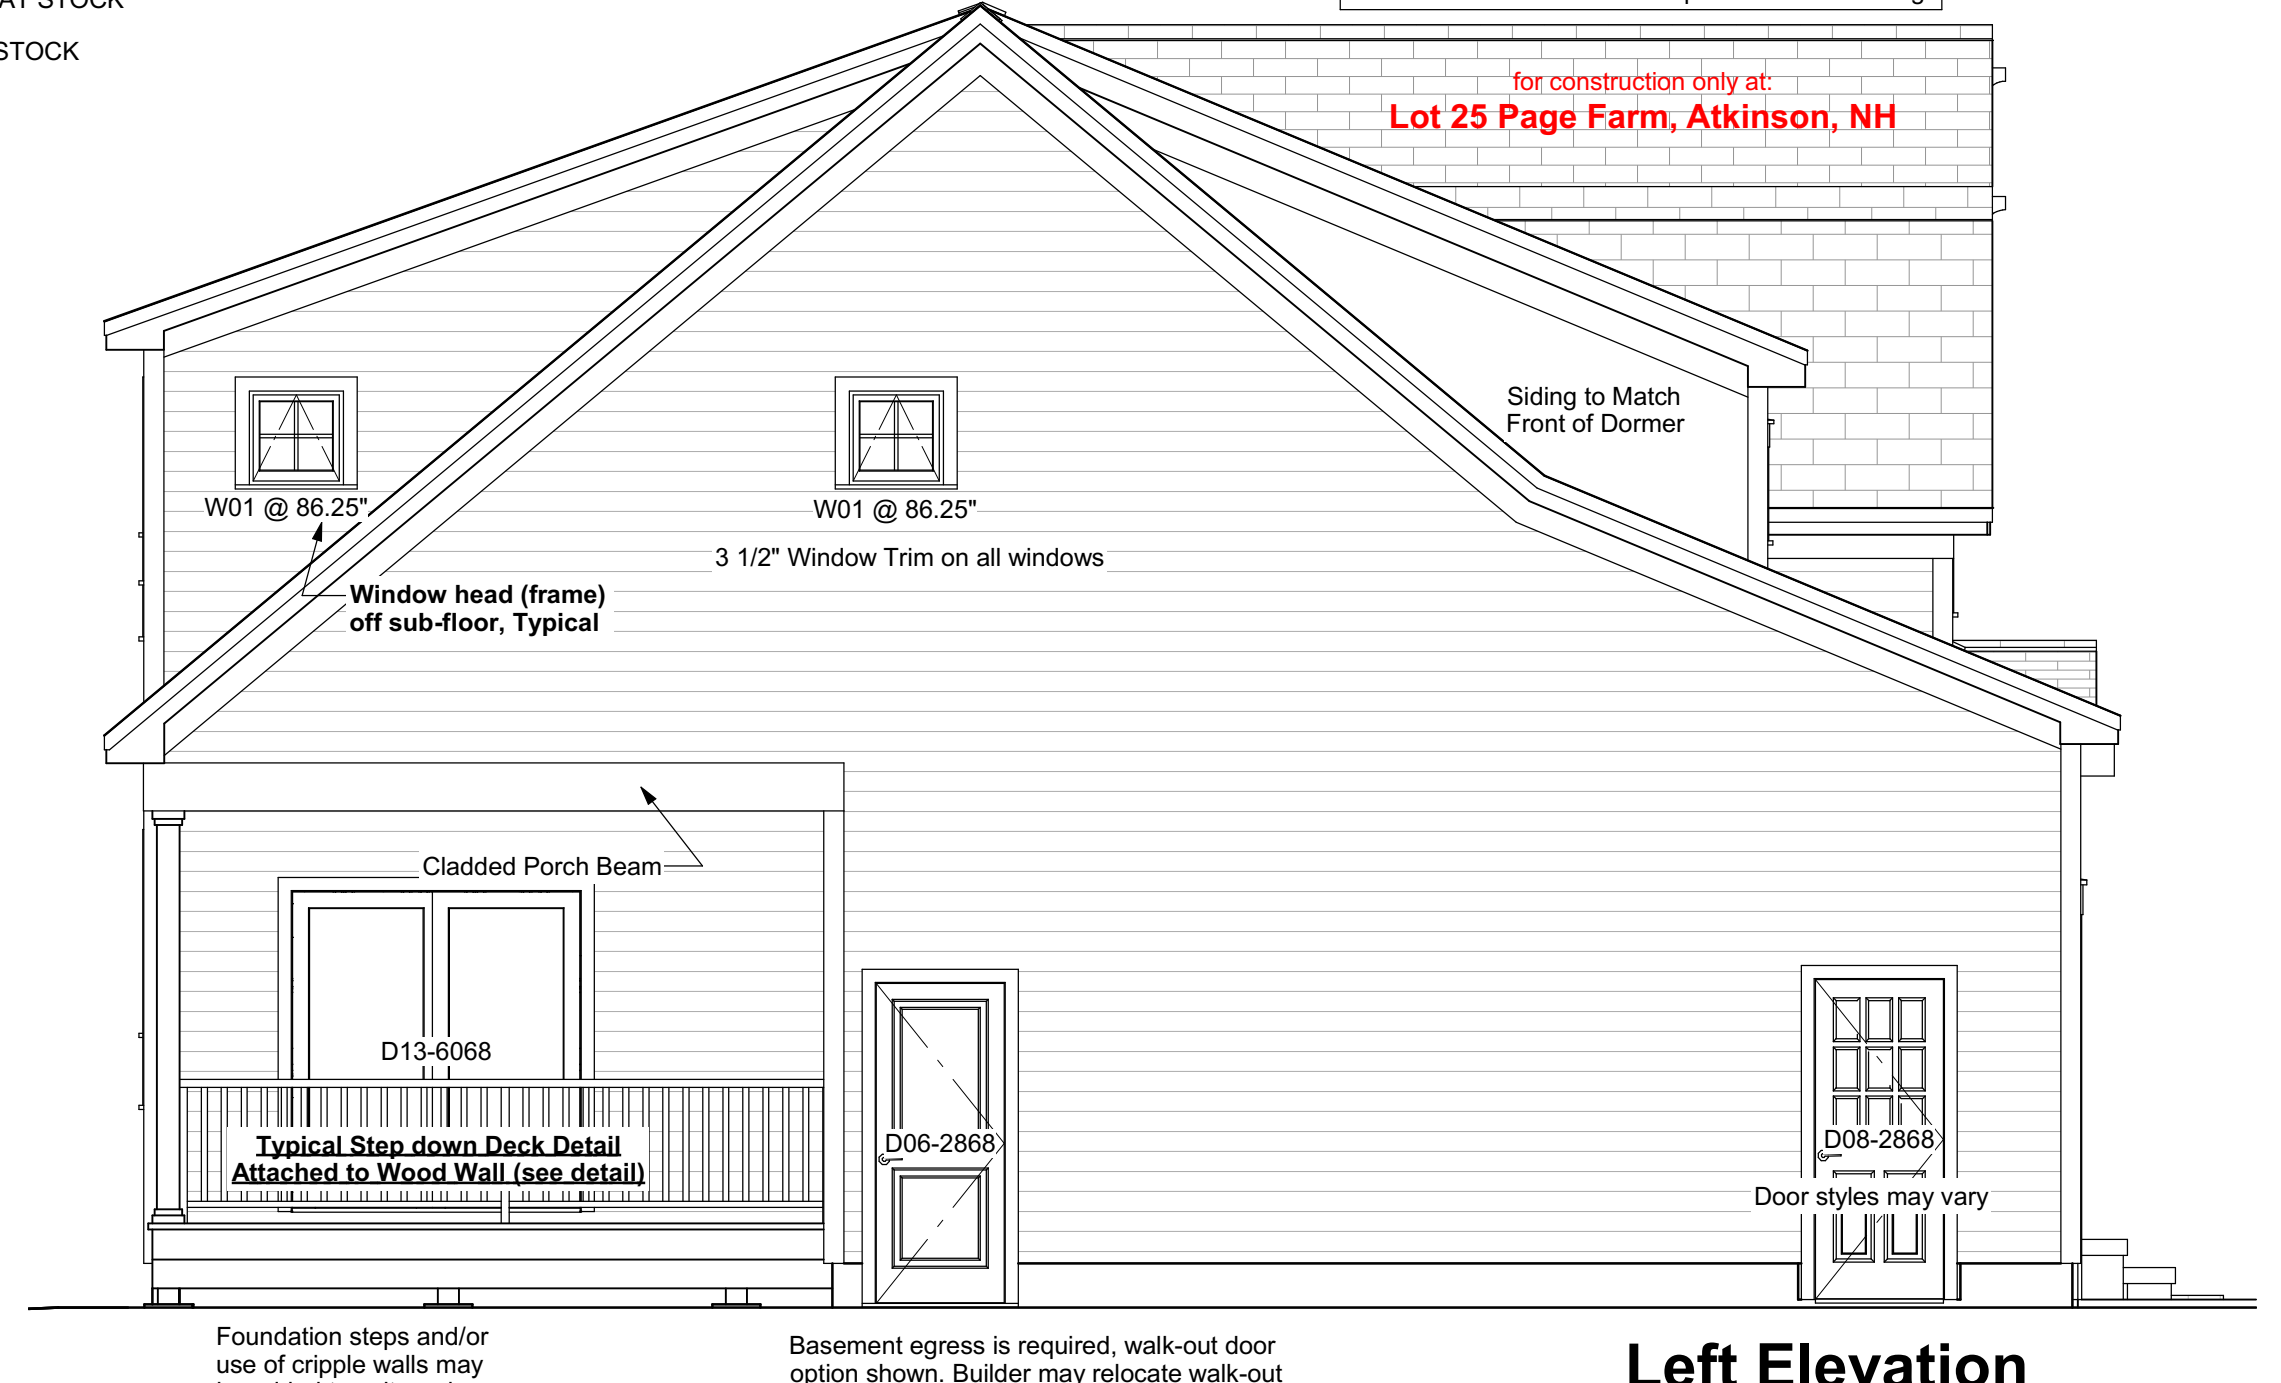 AT STOCK
STOCK
for construction only at:
Lot 25 Page Farm, Atkinson, NH
Siding to Match
Front of Dormer
W01 @ 86.25"
W01 @ 86.25"
3 1/2" Window Trim on all windows
Window head (frame)
off sub-floor, Typical
Cladded Porch Beam
D13-6068
Typical Step down Deck Detail
Attached to Wood Wall (see detail)
D06-2868
D08-2868
Door styles may vary
Foundation steps and/or
use of cripple walls may
Basement egress is required, walk-out door
option shown. Builder may relocate walk-out
Left Elevation